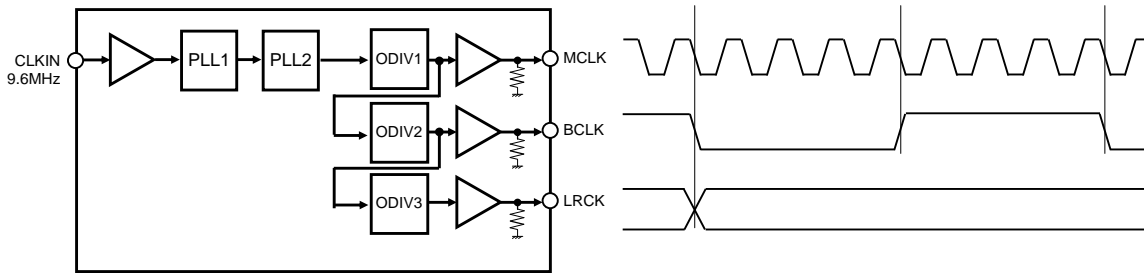 CLKIN
9.6MHz
PLL1
PLL2
ODIV1
MCLK
ODIV2
BCLK
ODIV3
LRCK